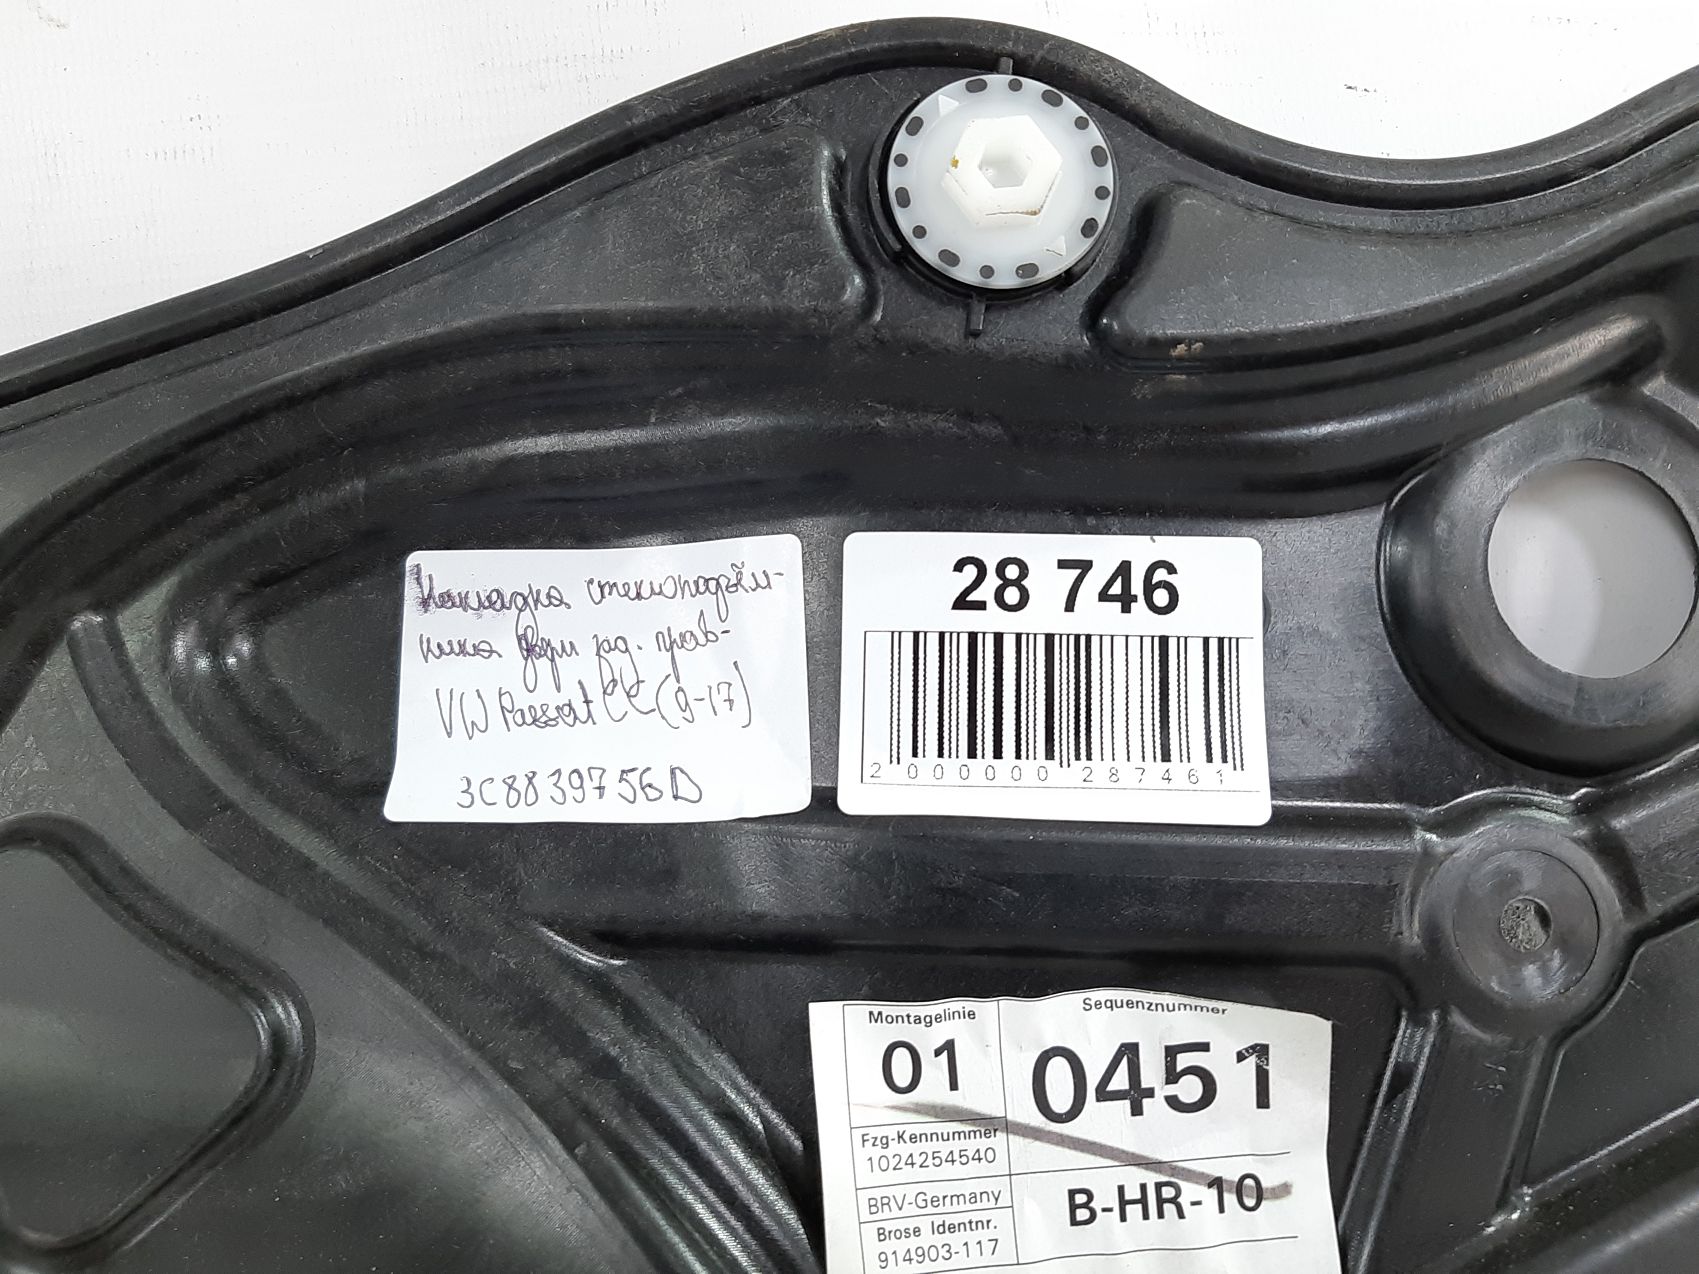 Накладка стеклоподъём-
ника двери зад. прав-
VW Passat CC (9-17)
3C8839756D
28 746
2 000000 287461
Montagelinie
01
Sequenznummer
0451
Fzg-Kennummer
1024254540
BRV-Germany
Brose Identnr.
914903-117
B-HR-10